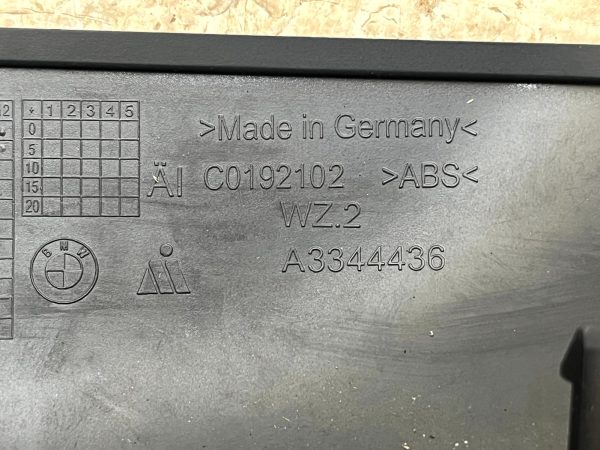 >Made in Germany<
ÄI C0192102 >ABS<
WZ.2
A3344436
12
* 1 2 3 4 5
0
5
10
15
20
BMW